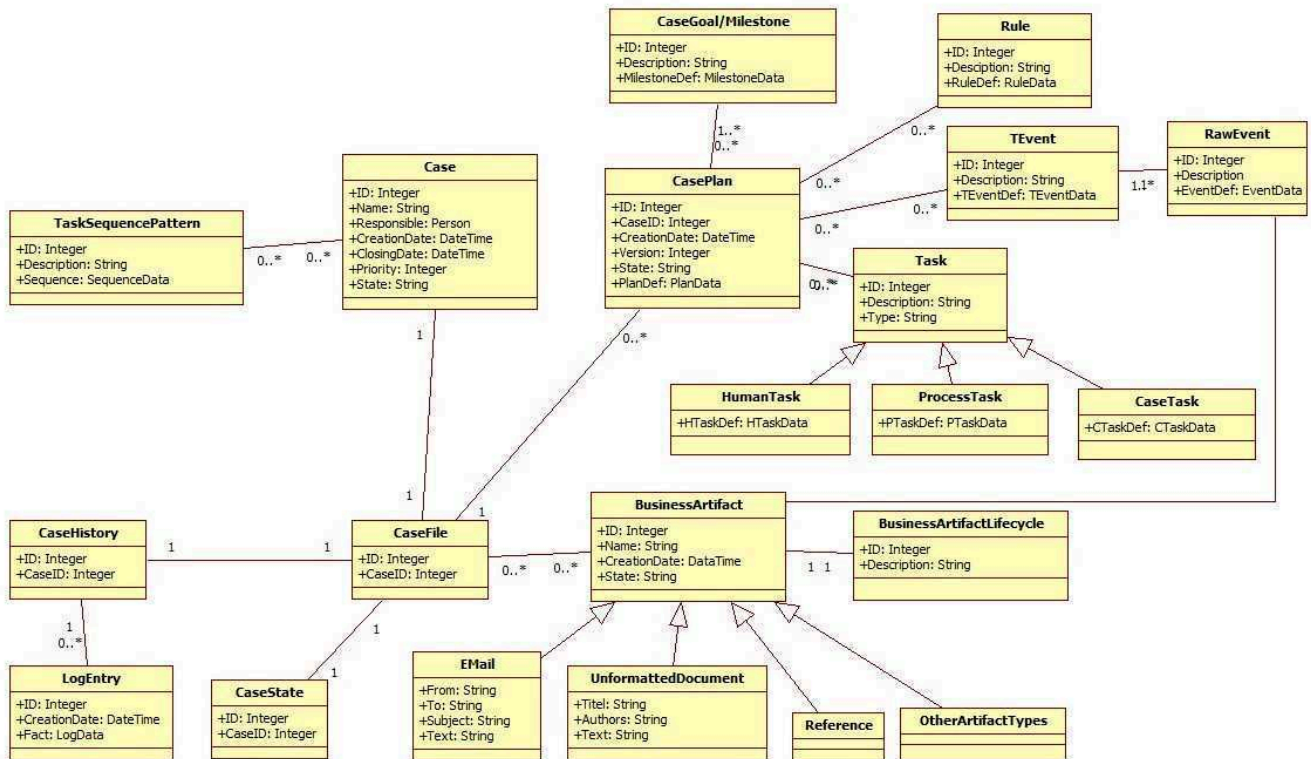 CaseGoal/Milestone
+ID: Integer
+Description: String
+MilestoneDef: MilestoneData
Rule
+ID: Integer
+Desciption: String
+RuleDef: RuleData
1..*
0..*
0..*
0..*
TEvent
+ID: Integer
+Description: String
+TEventDef: TEventData
1..*
1
RawEvent
+ID: Integer
+Description
+EventDef: EventData
Case
+ID: Integer
+Name: String
+Responsible: Person
+CreationDate: DateTime
+ClosingDate: DateTime
+Priority: Integer
+State: String
CasePlan
+ID: Integer
+CaseID: Integer
+CreationDate: DateTime
+Version: Integer
+State: String
+PlanDef: PlanData
0..*
0..*
TaskSequencePattern
+ID: Integer
+Description: String
+Sequence: SequenceData
0..*
0..*
Task
+ID: Integer
+Description: String
+Type: String
0..*
0..*
1
0..*
HumanTask
+HTaskDef: HTaskData
ProcessTask
+PTaskDef: PTaskData
CaseTask
+CTaskDef: CTaskData
1
1
CaseHistory
+ID: Integer
+CaseID: Integer
1
1
CaseFile
+ID: Integer
+CaseID: Integer
0..*
0..*
BusinessArtifact
+ID: Integer
+Name: String
+CreationDate: DataTime
+State: String
1
1
BusinessArtifactLifecycle
+ID: Integer
+Description: String
1
0..*
1
1
LogEntry
+ID: Integer
+CreationDate: DateTime
+Fact: LogData
CaseState
+ID: Integer
+CaseID: Integer
EMail
+From: String
+To: String
+Subject: String
+Text: String
UnformattedDocument
+Titel: String
+Authors: String
+Text: String
Reference
OtherArtifactTypes